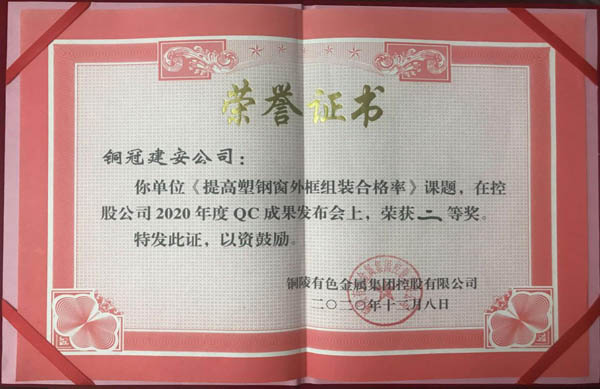 荣誉证书
铜冠建安公司：
你单位《提高塑钢窗外框组装合格率》课题，在控
股公司2020年度QC成果发布会上，荣获二等奖。
特发此证，以资鼓励。
铜陵有色金属集团控股有限公司
二〇二〇年十二月八日